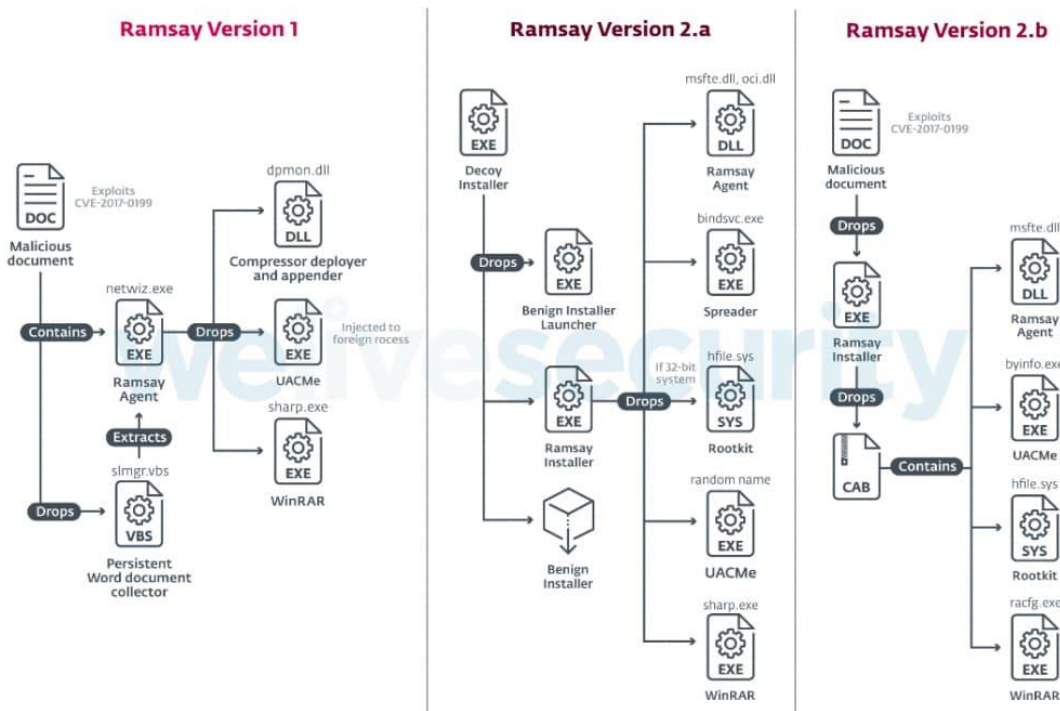 Ramsay Version 1
DOC
Exploits
CVE-2017-0199
Malicious
document
Contains
netwiz.exe
EXE
Ramsay
Agent
Extracts
slmgr.vbs
Drops
VBS
Persistent
Word document
collector
Drops
dpmon.dll
DLL
Compressor deployer
and appender
EXE
Injected to
foreign rocess
UACMe
sharp.exe
EXE
WinRAR
Ramsay Version 2.a
EXE
Decoy
Installer
Drops
EXE
Benign Installer
Launcher
EXE
Ramsay
Installer
Benign
Installer
Drops
msfte.dll, oci.dll
DLL
Ramsay
Agent
bindsvc.exe
EXE
Spreader
If 32-bit
system
hfile.sys
SYS
Rootkit
random name
EXE
UACMe
sharp.exe
EXE
WinRAR
Ramsay Version 2.b
DOC
Exploits
CVE-2017-0199
Malicious
document
Drops
EXE
Ramsay
Installer
Drops
CAB
Contains
msfte.dll
DLL
Ramsay
Agent
byinfo.exe
EXE
UACMe
hfile.sys
SYS
Rootkit
racfg.exe
EXE
WinRAR
welivesecurity